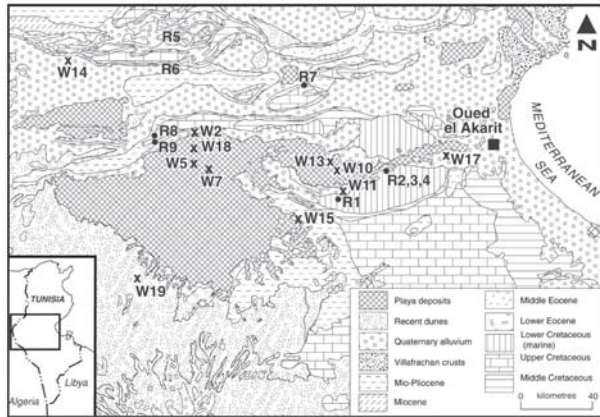 R5
R6
W14
R7
N
Oued
el Akarit
MEDITERRANEAN
SEA
R8
R9
W2
W18
W5
W7
W13
W10
W11
R1
R2,3,4
W17
W15
W19
TUNISIA
Algeria
Libya
Playa deposits
Recent dunes
Quaternary alluvium
Villafrachan crusts
Mio-Pliocene
Miocene
Middle Eocene
Lower Eocene
Lower Cretaceous
(marine)
Upper Cretaceous
Middle Cretaceous
kilometres
0 40